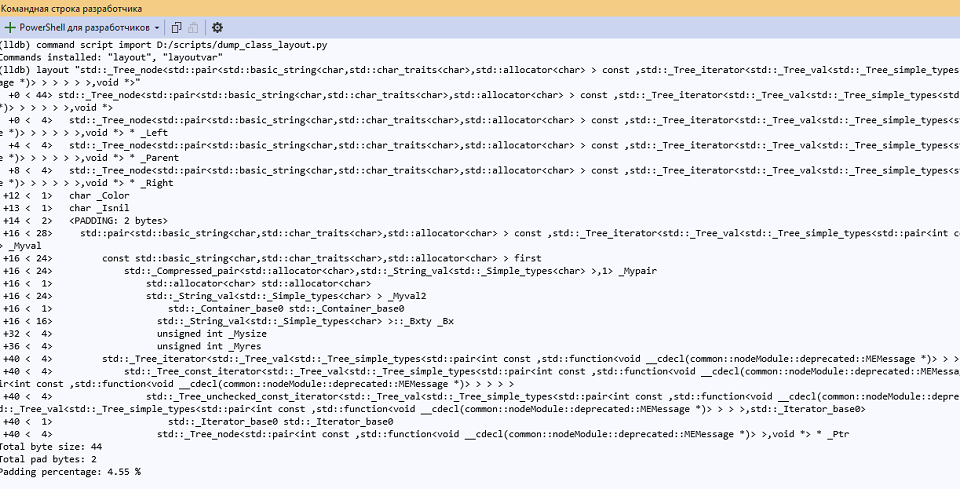 Командная строка разработчика
PowerShell для разработчиков
(lldb) command script import D:/scripts/dump_class_layout.py
Commands installed: "layout", "layoutvar"
(lldb) layout "std::_Tree_node<std::pair<std::basic_string<char,std::char_traits<char>,std::allocator<char> > const ,std::_Tree_iterator<std::_Tree_val<std::_Tree_simple_types
age *)> > > > > >,void *>"
+0 < 44> std::_Tree_node<std::pair<std::basic_string<char,std::char_traits<char>,std::allocator<char> > const ,std::_Tree_iterator<std::_Tree_val<std::_Tree_simple_types<std
*)> > > > > >,void *>
+0 < 4> std::_Tree_node<std::pair<std::basic_string<char,std::char_traits<char>,std::allocator<char> > const ,std::_Tree_iterator<std::_Tree_val<std::_Tree_simple_types<s
e *)> > > > > >,void *> * _Left
+4 < 4> std::_Tree_node<std::pair<std::basic_string<char,std::char_traits<char>,std::allocator<char> > const ,std::_Tree_iterator<std::_Tree_val<std::_Tree_simple_types<s
e *)> > > > > >,void *> * _Parent
+8 < 4> std::_Tree_node<std::pair<std::basic_string<char,std::char_traits<char>,std::allocator<char> > const ,std::_Tree_iterator<std::_Tree_val<std::_Tree_simple_types<s
e *)> > > > > >,void *> * _Right
+12 < 1> char _Color
+13 < 1> char _Isnil
+14 < 2> <PADDING: 2 bytes>
+16 < 28> std::pair<std::basic_string<char,std::char_traits<char>,std::allocator<char> > const ,std::_Tree_iterator<std::_Tree_val<std::_Tree_simple_types<std::pair<int co
> _Myval
+16 < 24> const std::basic_string<char,std::char_traits<char>,std::allocator<char> > first
+16 < 24> std::_Compressed_pair<std::allocator<char>,std::_String_val<std::_Simple_types<char> >,1> _Mypair
+16 < 1> std::allocator<char> std::allocator<char>
+16 < 24> std::_String_val<std::_Simple_types<char> > _Myval2
+16 < 1> std::_Container_base0 std::_Container_base0
+16 < 16> std::_String_val<std::_Simple_types<char> >::_Bxty _Bx
+32 < 4> unsigned int _Mysize
+36 < 4> unsigned int _Myres
+40 < 4> std::_Tree_iterator<std::_Tree_val<std::_Tree_simple_types<std::pair<int const ,std::function<void __cdecl(common::nodeModule::deprecated::MEMessage *)> > >
+40 < 4> std::_Tree_const_iterator<std::_Tree_val<std::_Tree_simple_types<std::pair<int const ,std::function<void __cdecl(common::nodeModule::deprecated::MEMessa
ir<int const ,std::function<void __cdecl(common::nodeModule::deprecated::MEMessage *)> > > > >
+40 < 4> std::_Tree_unchecked_const_iterator<std::_Tree_val<std::_Tree_simple_types<std::pair<int const ,std::function<void __cdecl(common::nodeModule::depre
d::_Tree_val<std::_Tree_simple_types<std::pair<int const ,std::function<void __cdecl(common::nodeModule::deprecated::MEMessage *)> > > >,std::_Iterator_base0>
+40 < 1> std::_Iterator_base0 std::_Iterator_base0
+40 < 4> std::_Tree_node<std::pair<int const ,std::function<void __cdecl(common::nodeModule::deprecated::MEMessage *)> >,void *> * _Ptr
Total byte size: 44
Total pad bytes: 2
Padding percentage: 4.55 %